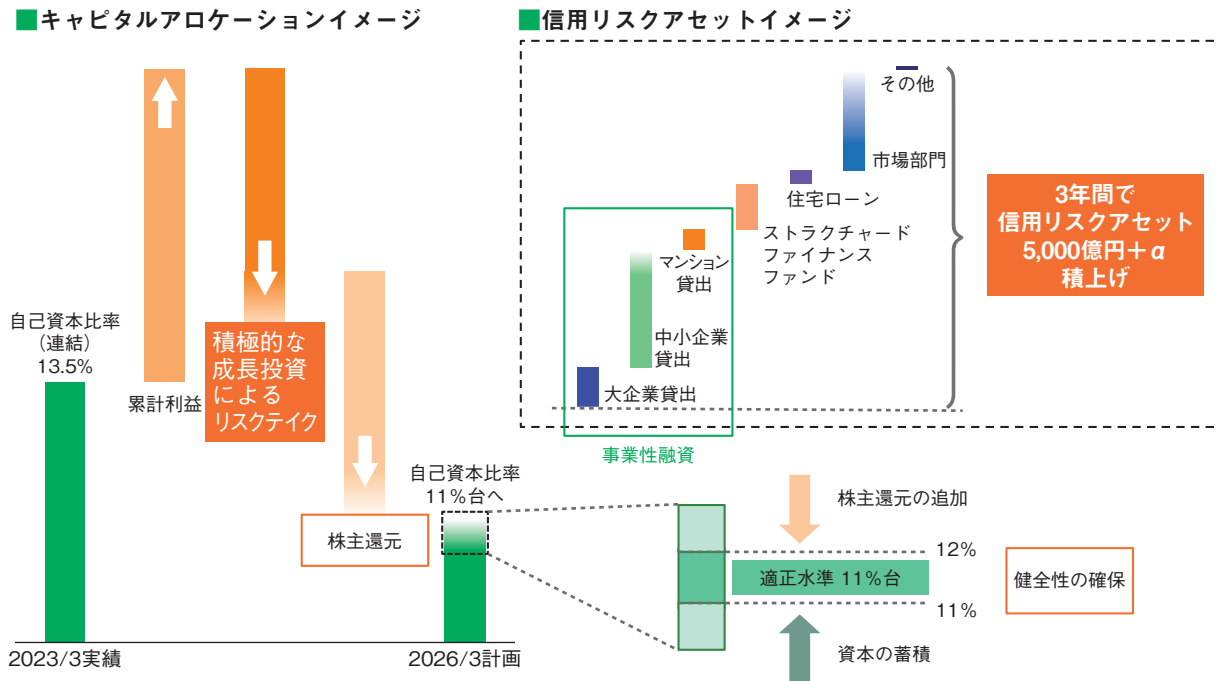 ■キャピタルアロケーションイメージ
自己資本比率
（連結）
13.5%
累計利益
積極的な
成長投資
による
リスクテイク
株主還元
自己資本比率
11%台へ
2023/3実績
2026/3計画
■信用リスクアセットイメージ
その他
市場部門
住宅ローン
ストラクチャード
ファイナンス
ファンド
マンション
貸出
中小企業
貸出
大企業貸出
事業性融資
3年間で
信用リスクアセット
5,000億円＋α
積上げ
株主還元の追加
12%
適正水準 11%台
11%
資本の蓄積
健全性の確保